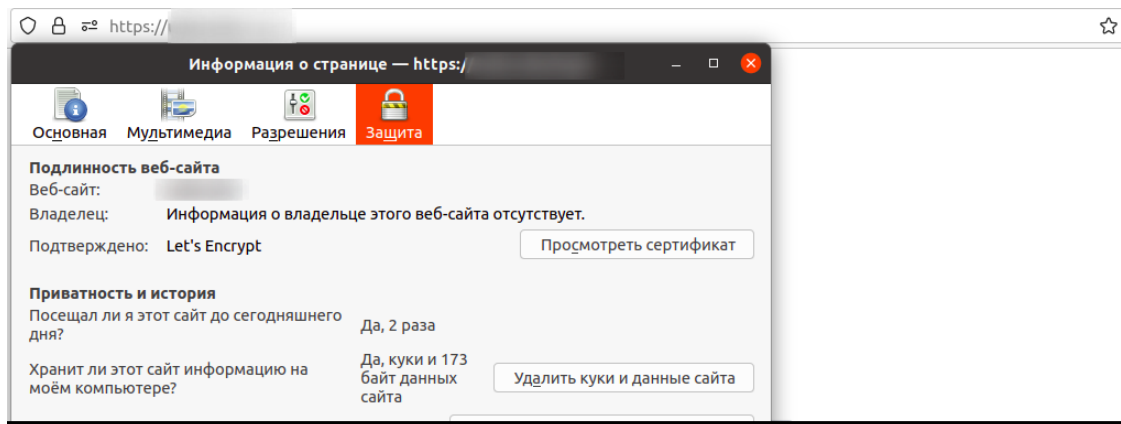 https://
Информация о странице — https:/
Основная Мультимедиа Разрешения Защита
Подлинность веб-сайта
Веб-сайт:
Владелец: Информация о владельце этого веб-сайта отсутствует.
Подтверждено: Let's Encrypt Просмотреть сертификат
Приватность и история
Посещал ли я этот сайт до сегодняшнего
дня?
Да, 2 раза
Хранит ли этот сайт информацию на
моём компьютере?
Да, куки и 173
байт данных
сайта
Удалить куки и данные сайта